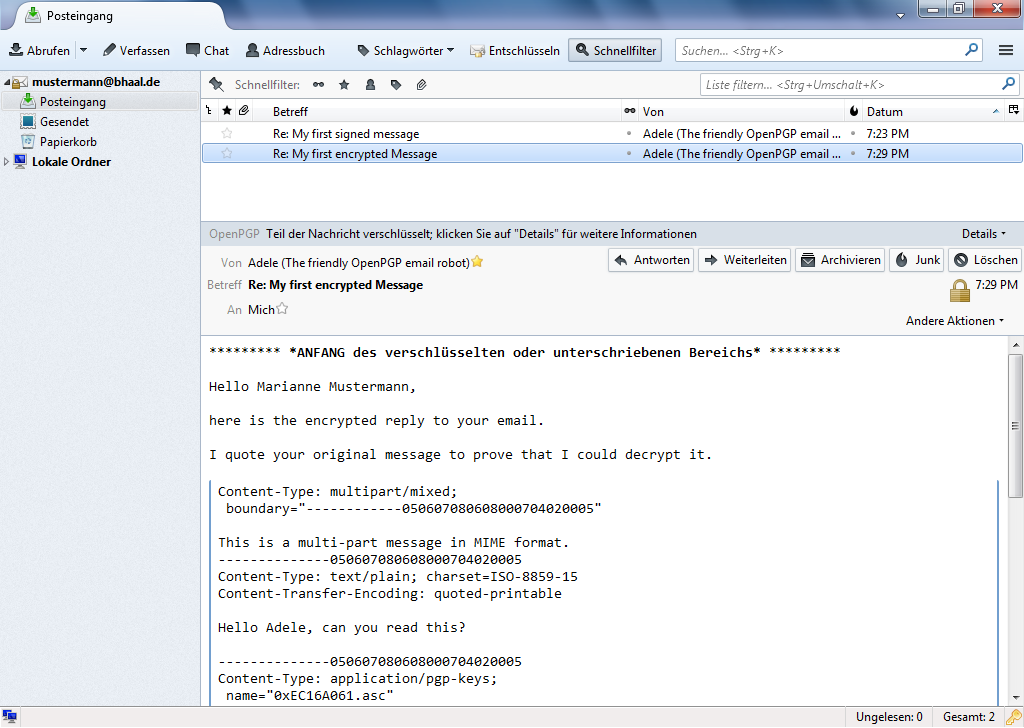 Posteingang
Abrufen Verfassen Chat Adressbuch Schlagwörter Entschlüsseln Schnellfilter Suchen... <Strg+K>
mustermann@bhaal.de
Posteingang
Gesendet
Papierkorb
Lokale Ordner
Schnellfilter: Liste filtern... <Strg+Umschalt+K>
Betreff Von Datum
Re: My first signed message Adele (The friendly OpenPGP email ... 7:23 PM
Re: My first encrypted Message Adele (The friendly OpenPGP email ... 7:29 PM
OpenPGP Teil der Nachricht verschlüsselt; klicken Sie auf "Details" für weitere Informationen Details
Von Adele (The friendly OpenPGP email robot) Antworten Weiterleiten Archivieren Junk Löschen
Betreff Re: My first encrypted Message 7:29 PM
An Mich
Andere Aktionen
********* *ANFANG des verschlüsselten oder unterschriebenen Bereichs* *********
Hello Marianne Mustermann,
here is the encrypted reply to your email.
I quote your original message to prove that I could decrypt it.
Content-Type: multipart/mixed;
boundary="------------050607080608000704020005"
This is a multi-part message in MIME format.
--------------050607080608000704020005
Content-Type: text/plain; charset=ISO-8859-15
Content-Transfer-Encoding: quoted-printable
Hello Adele, can you read this?
--------------050607080608000704020005
Content-Type: application/pgp-keys;
name="0xEC16A061.asc"
Ungelesen: 0 Gesamt: 2